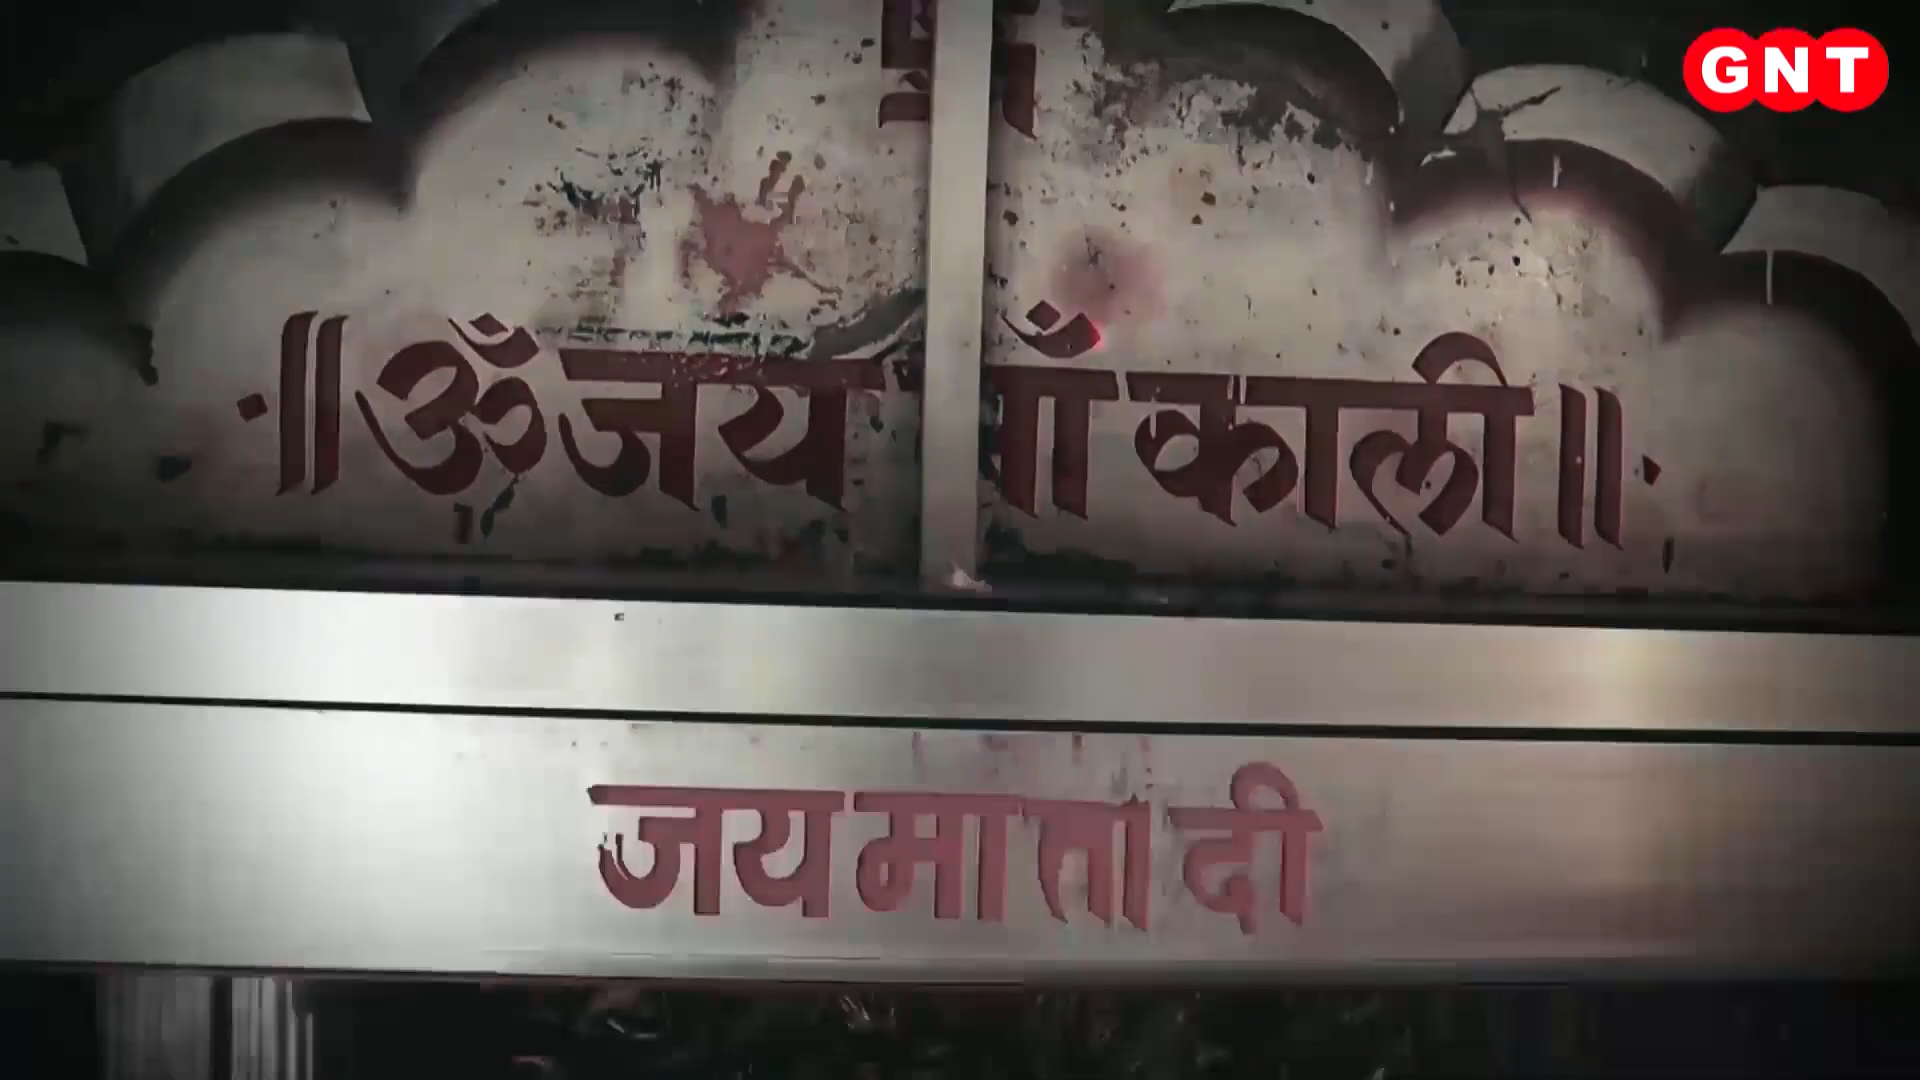 GNT
॥ ॐ जय माँ काली ॥
जय माता दी